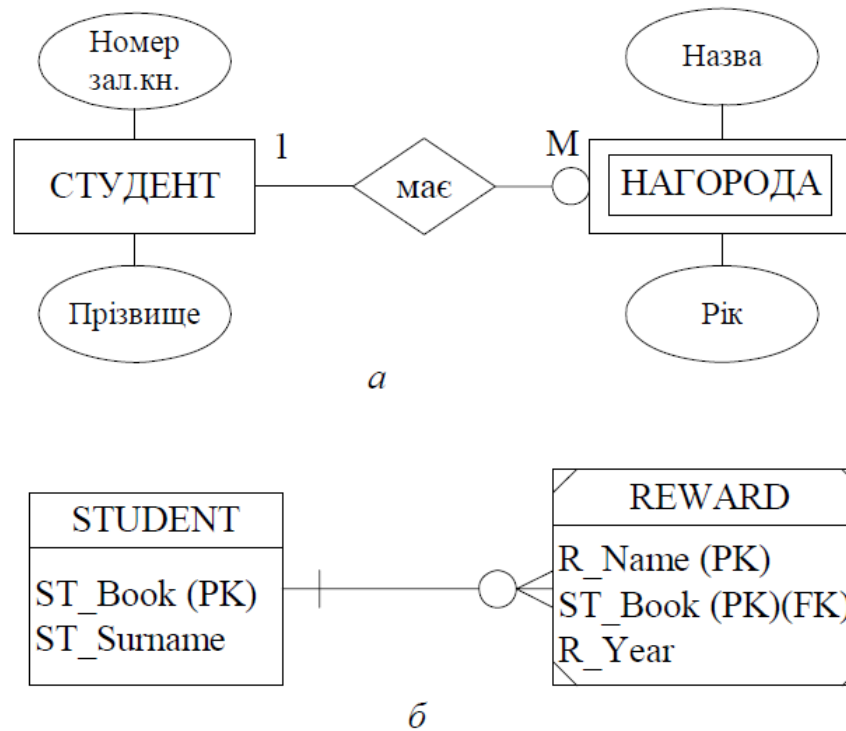 Номер
зал.кн.
Назва
1
М
СТУДЕНТ
має
НАГОРОДА
Прізвище
Рік
а
STUDENT
REWARD
ST_Book (PK)
ST_Surname
R_Name (PK)
ST_Book (PK)(FK)
R_Year
б